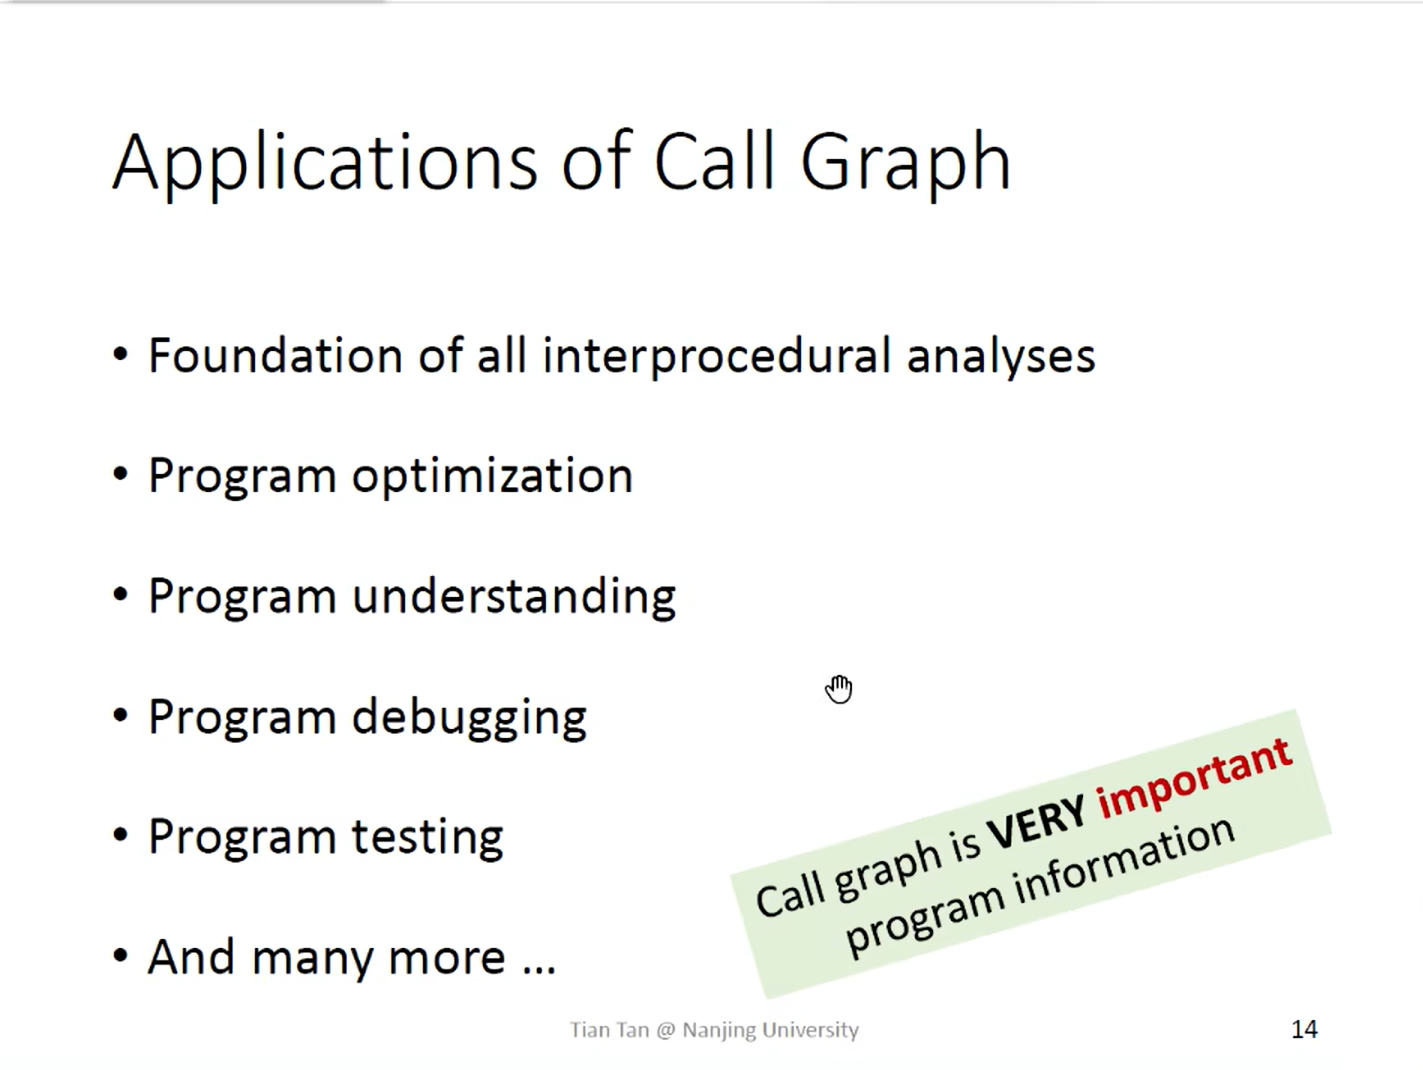 Applications of Call Graph
• Foundation of all interprocedural analyses
• Program optimization
• Program understanding
• Program debugging
• Program testing
• And many more ...
Call graph is VERY important
program information
Tian Tan @ Nanjing University
14